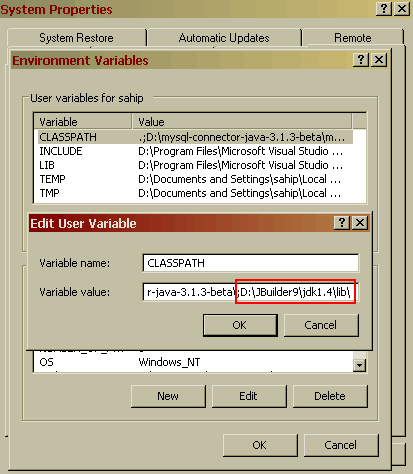 System Properties
System Restore Automatic Updates Remote
Environment Variables
User variables for sahip
Variable Value
CLASSPATH .;D:\mysql-connector-java-3.1.3-beta\m...
INCLUDE D:\Program Files\Microsoft Visual Studio ...
LIB D:\Program Files\Microsoft Visual Studio ...
TEMP D:\Documents and Settings\sahip\Local ...
TMP D:\Documents and Settings\sahip\Local ...
Edit User Variable
Variable name: CLASSPATH
Variable value: r-java-3.1.3-beta\;D:\JBuilder9\jdk1.4\lib\
OK Cancel
OS Windows_NT
New Edit Delete
OK Cancel